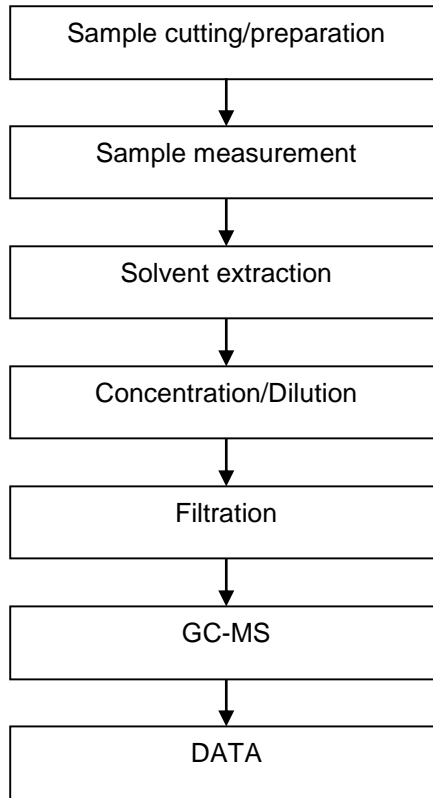 Sample cutting/preparation
Sample measurement
Solvent extraction
Concentration/Dilution
Filtration
GC-MS
DATA